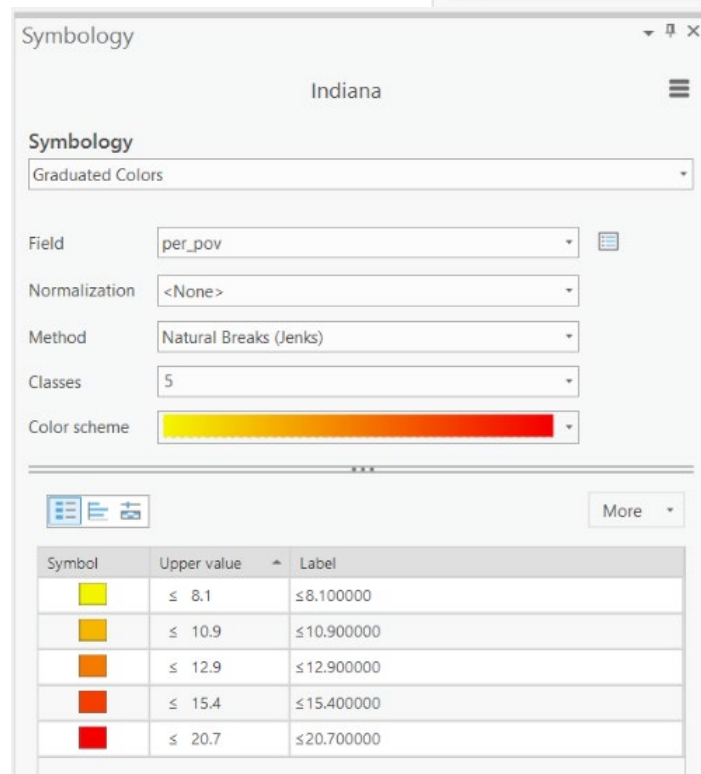 Symbology
Indiana
Symbology
Graduated Colors
Field per_pov
Normalization <None>
Method Natural Breaks (Jenks)
Classes 5
Color scheme
More
Symbol Upper value Label
≤ 8.1 ≤8.100000
≤ 10.9 ≤10.900000
≤ 12.9 ≤12.900000
≤ 15.4 ≤15.400000
≤ 20.7 ≤20.700000